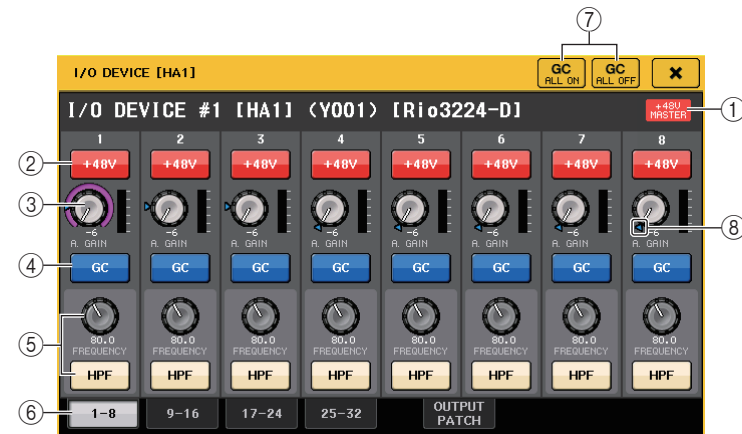 ⑦
I/O DEVICE [HA1]
GC ALL ON
GC ALL OFF
×
I/O DEVICE #1 [HA1] (Y001) [Rio3224-D]
+48V MASTER
①
1 2 3 4 5 6 7 8
② +48V +48V +48V +48V +48V +48V +48V +48V
③
-6 -6 -6 -6 -6 -6 -6 -6
⑧
A. GAIN A. GAIN A. GAIN A. GAIN A. GAIN A. GAIN A. GAIN A. GAIN
④ GC GC GC GC GC GC GC GC
⑤
80.0 80.0 80.0 80.0 80.0 80.0 80.0 80.0
FREQUENCY FREQUENCY FREQUENCY FREQUENCY FREQUENCY FREQUENCY FREQUENCY FREQUENCY
HPF HPF HPF HPF HPF HPF HPF HPF
⑥ 1-8 9-16 17-24 25-32 OUTPUT PATCH